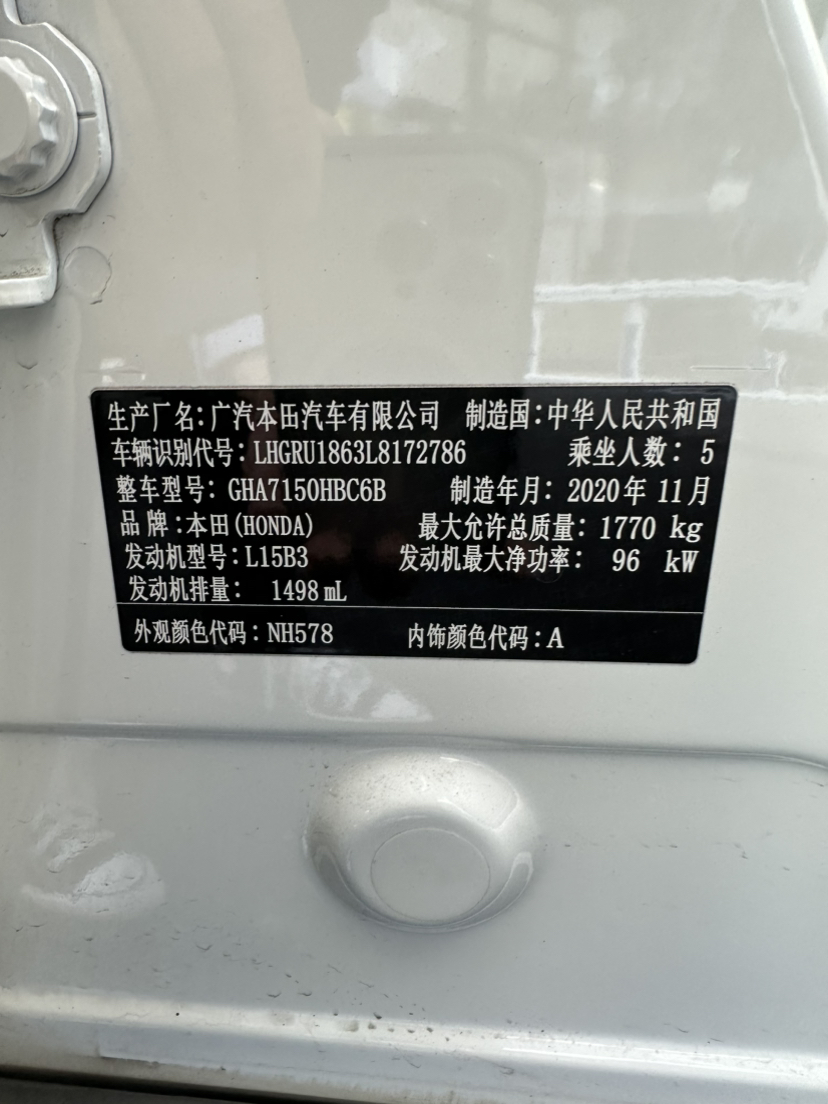 生产厂名:广汽本田汽车有限公司 制造国:中华人民共和国
车辆识别代号:LHGRU1863L8172786 乘坐人数:5
整车型号:GHA7150HBC6B 制造年月:2020年11月
品牌:本田(HONDA) 最大允许总质量:1770 kg
发动机型号:L15B3 发动机最大净功率: 96 kW
发动机排量: 1498 mL
外观颜色代码:NH578 内饰颜色代码:A